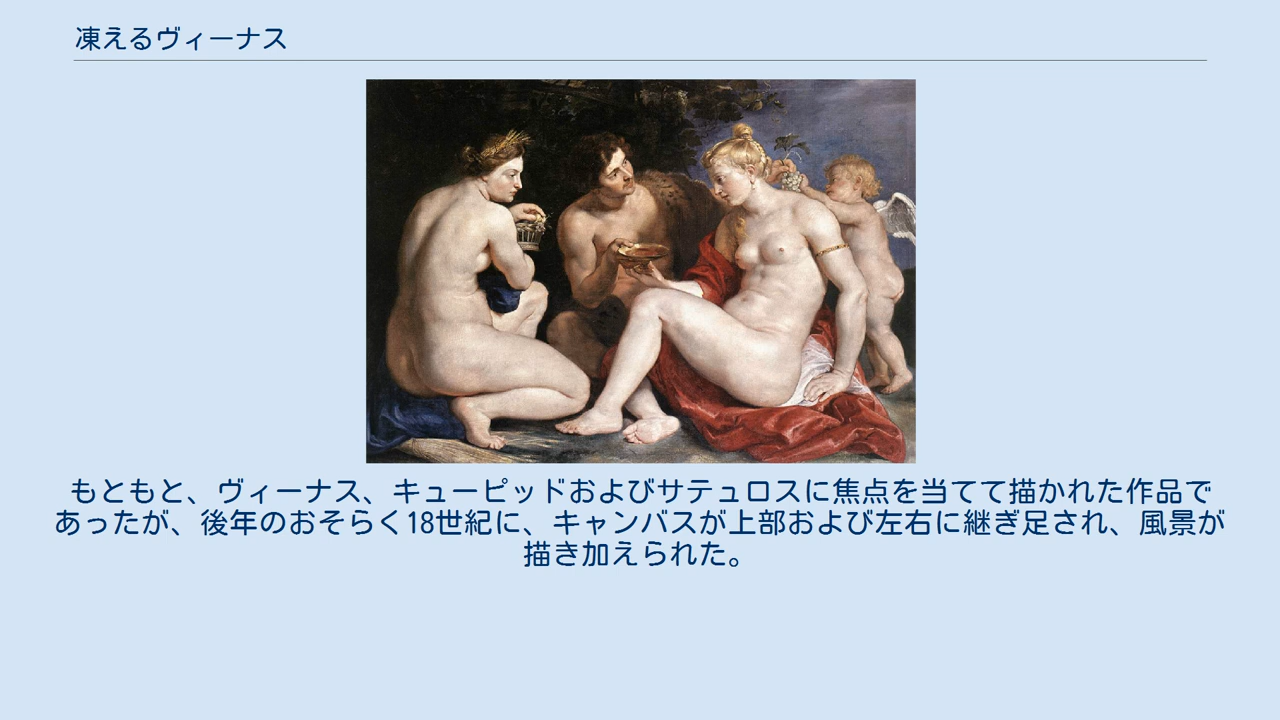 凍えるヴィーナス
もともと、ヴィーナス、キューピッドおよびサテュロスに焦点を当てて描かれた作品で
あったが、後年のおそらく18世紀に、キャンバスが上部および左右に継ぎ足され、風景が
描き加えられた。